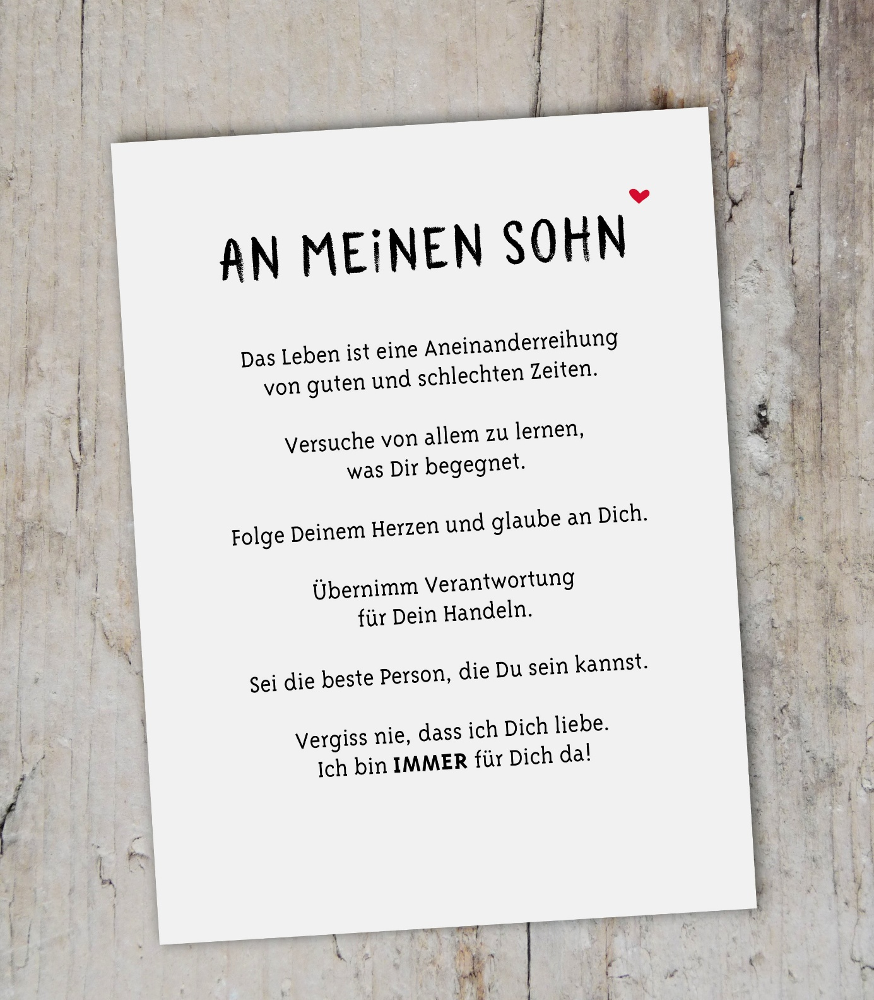 AN MEiNEN SOHN
Das Leben ist eine Aneinanderreihung
von guten und schlechten Zeiten.
Versuche von allem zu lernen,
was Dir begegnet.
Folge Deinem Herzen und glaube an Dich.
Übernimm Verantwortung
für Dein Handeln.
Sei die beste Person, die Du sein kannst.
Vergiss nie, dass ich Dich liebe.
Ich bin IMMER für Dich da!